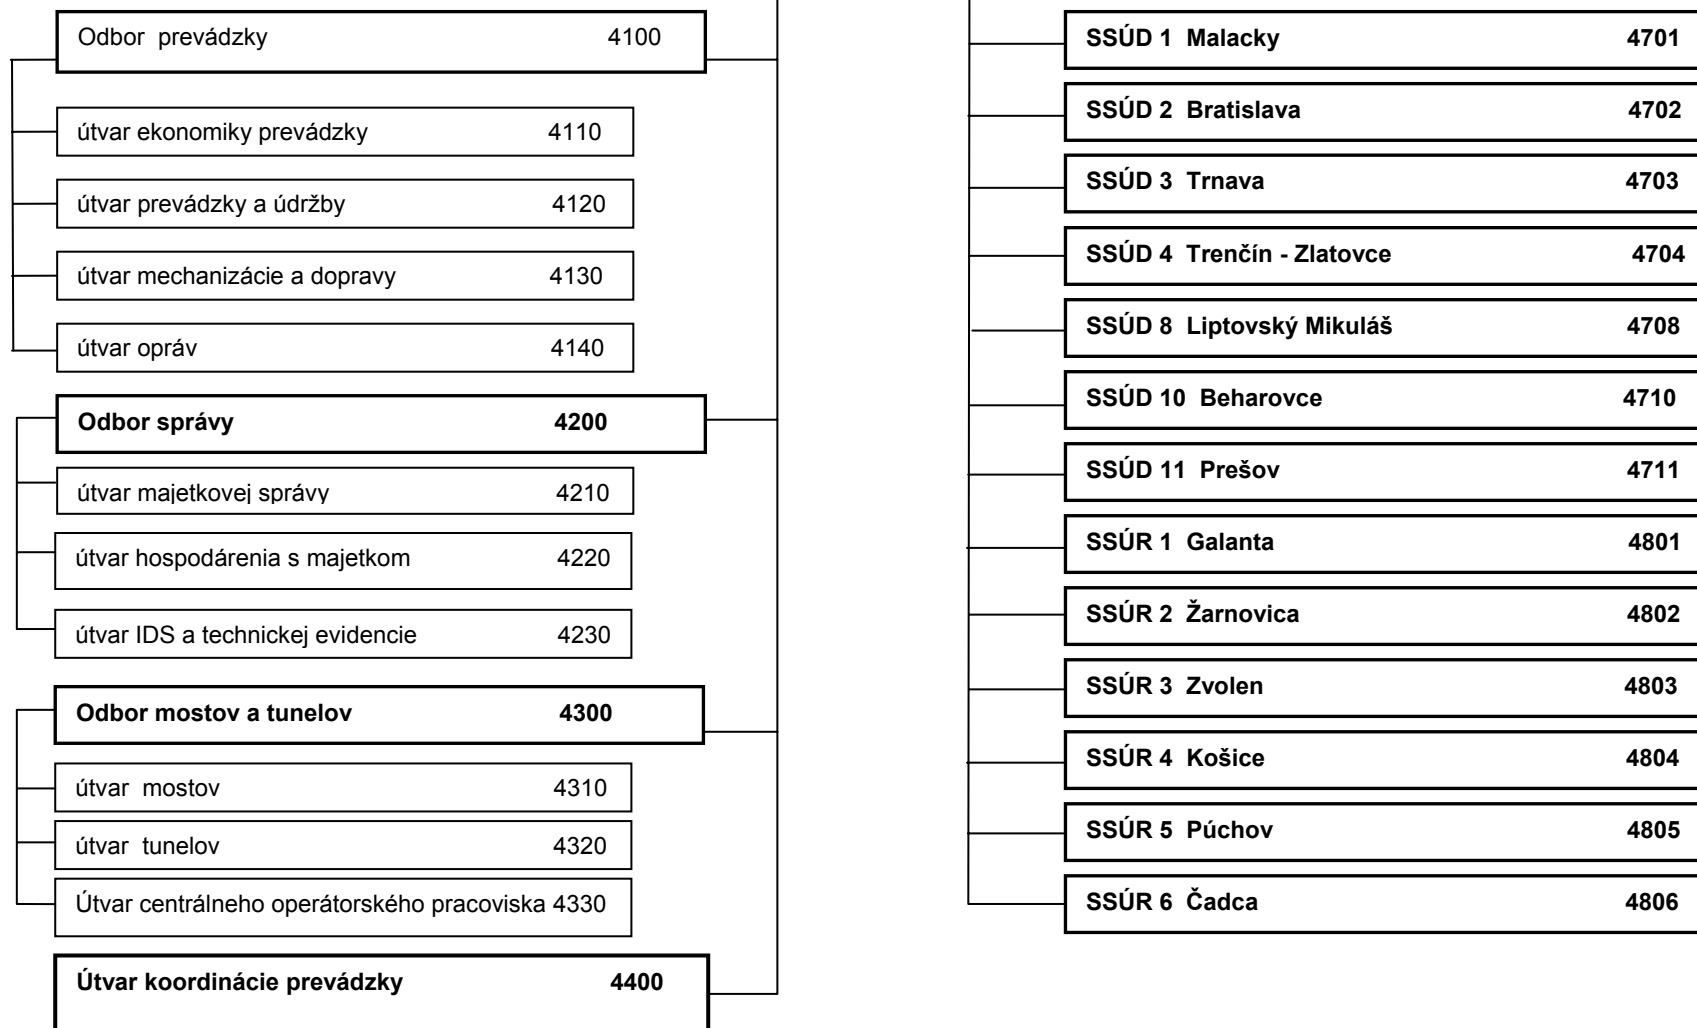 Odbor prevádzky 4100
útvar ekonomiky prevádzky 4110
útvar prevádzky a údržby 4120
útvar mechanizácie a dopravy 4130
útvar opráv 4140
Odbor správy 4200
útvar majetkovej správy 4210
útvar hospodárenia s majetkom 4220
útvar IDS a technickej evidencie 4230
Odbor mostov a tunelov 4300
útvar mostov 4310
útvar tunelov 4320
Útvar centrálneho operátorského pracoviska 4330
Útvar koordinácie prevádzky 4400
SSÚD 1 Malacky 4701
SSÚD 2 Bratislava 4702
SSÚD 3 Trnava 4703
SSÚD 4 Trenčín - Zlatovce 4704
SSÚD 8 Liptovský Mikuláš 4708
SSÚD 10 Beharovce 4710
SSÚD 11 Prešov 4711
SSÚR 1 Galanta 4801
SSÚR 2 Žarnovica 4802
SSÚR 3 Zvolen 4803
SSÚR 4 Košice 4804
SSÚR 5 Púchov 4805
SSÚR 6 Čadca 4806